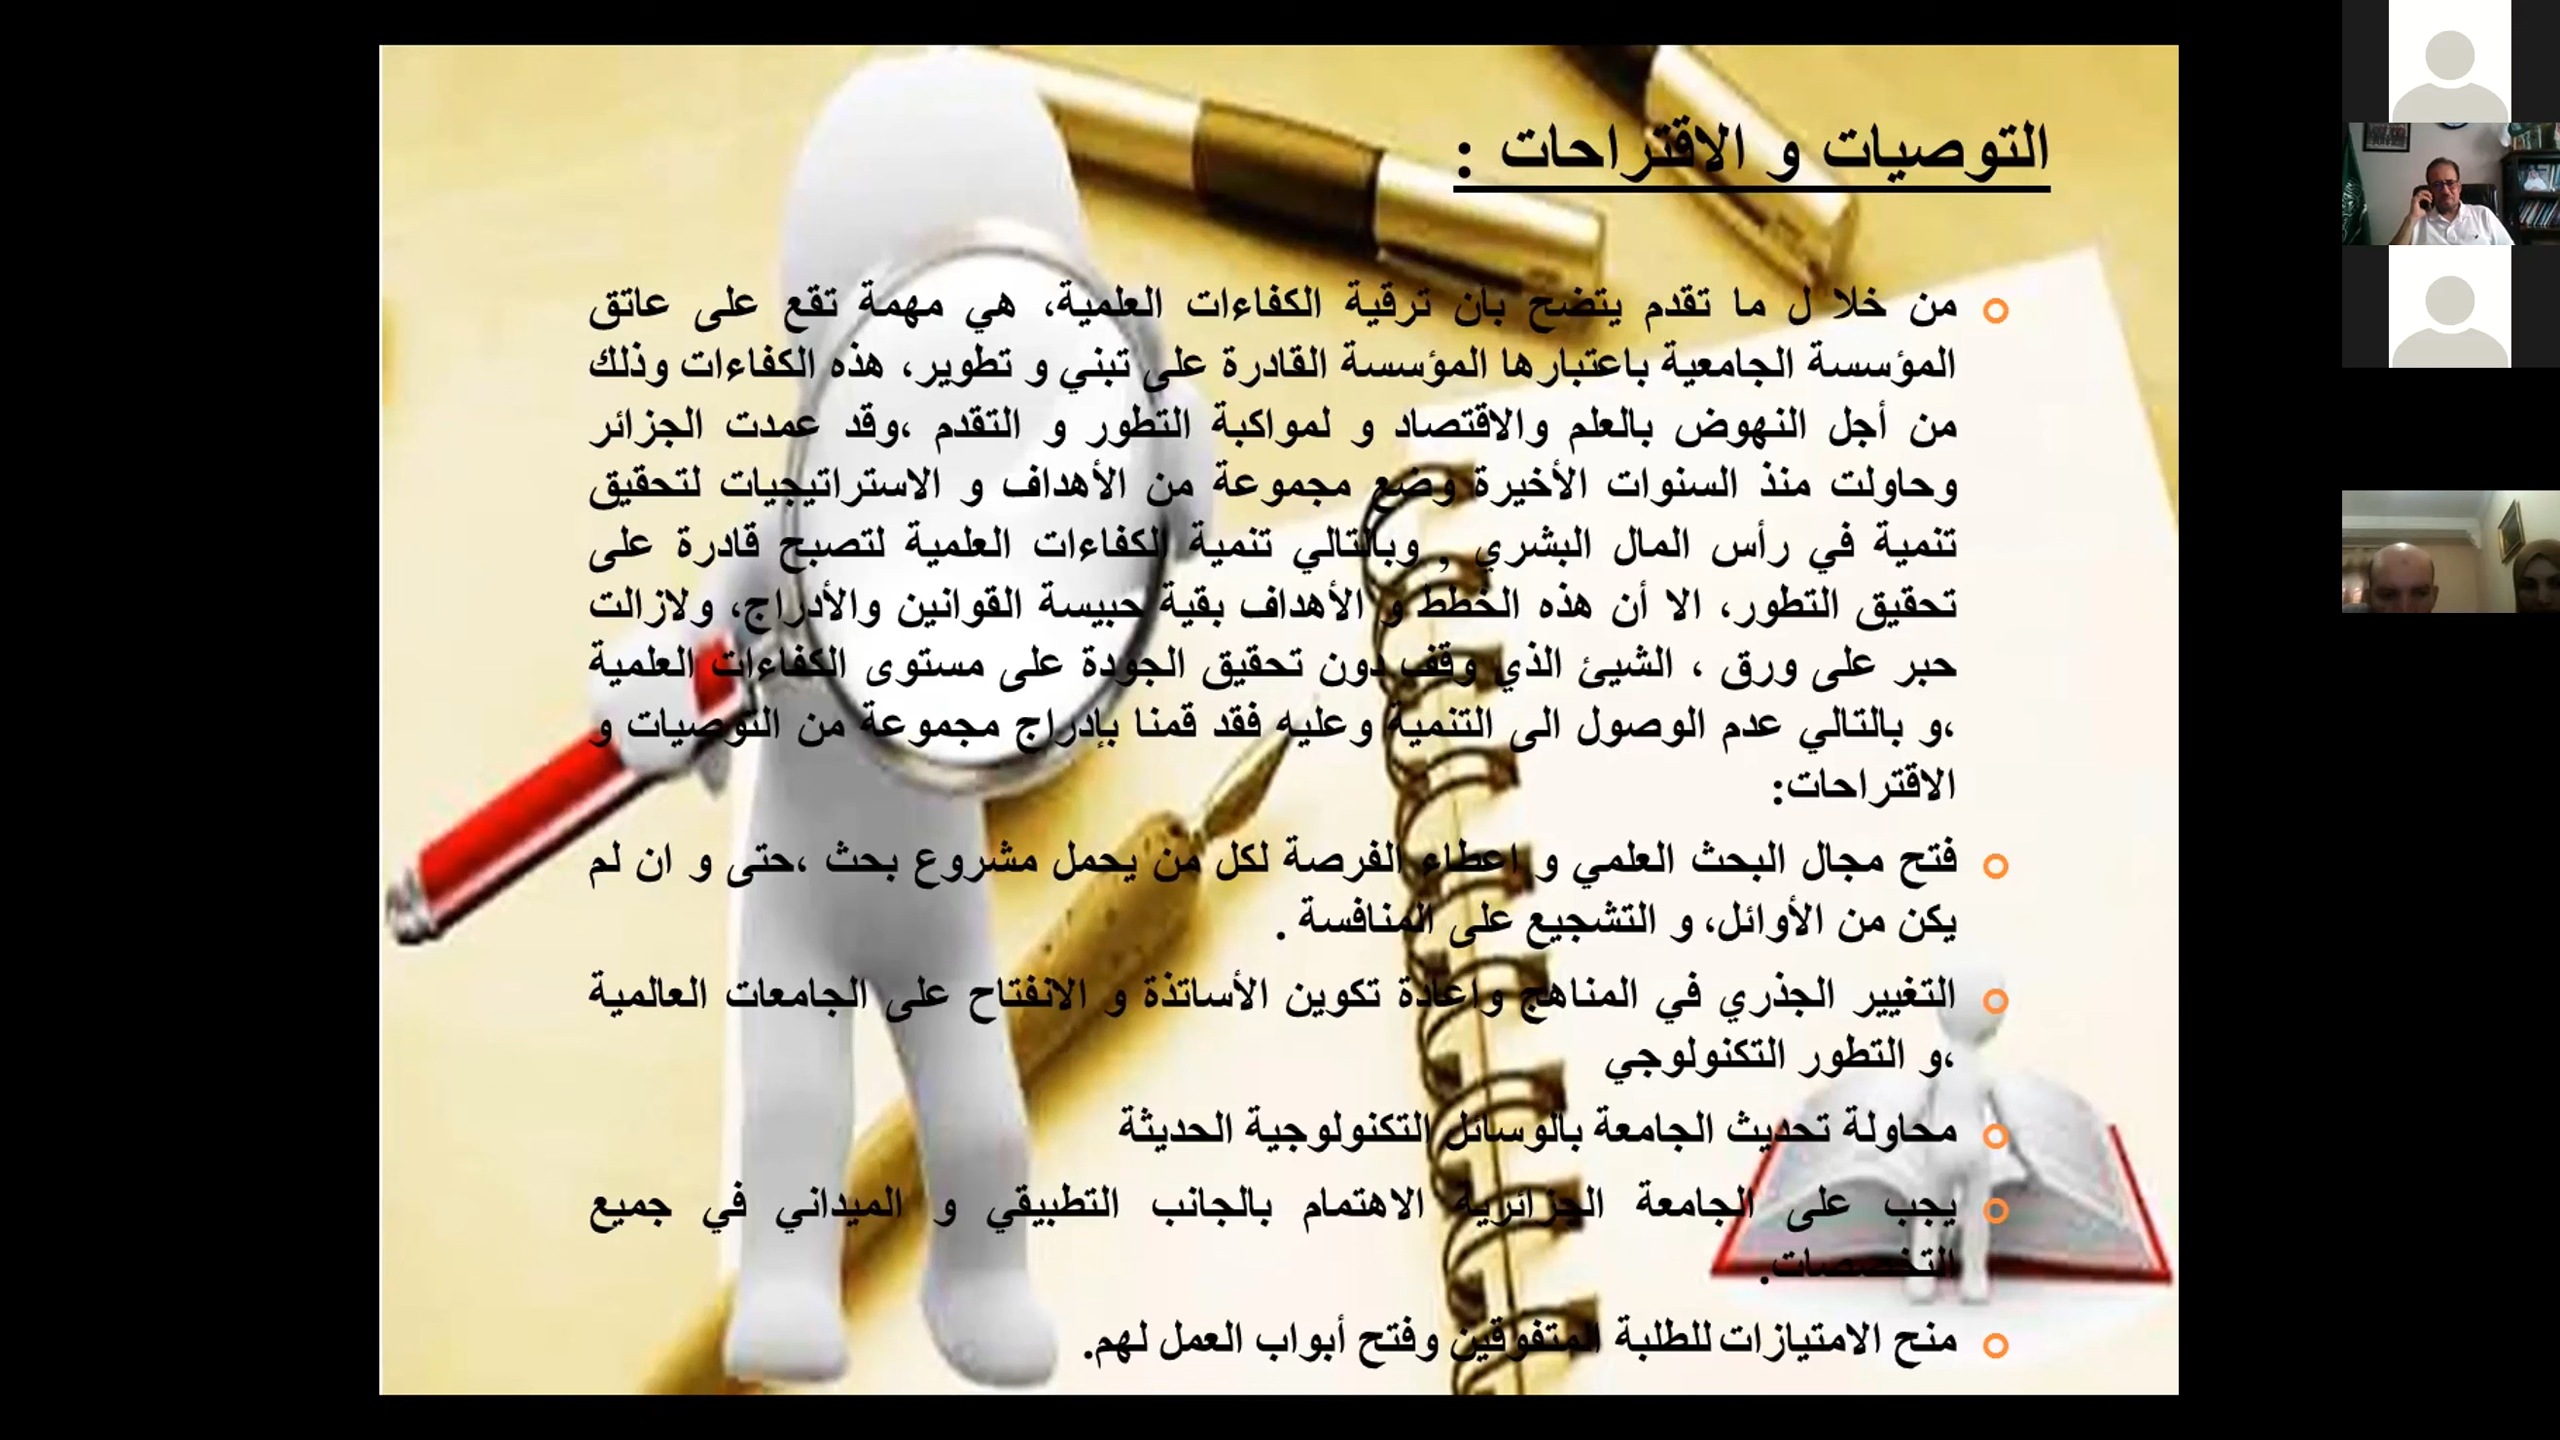 التوصيات و الاقتراحات :
من خلا ل ما تقدم يتضح بأن ترقية الكفاءات العلمية، هي مهمة تقع على عاتق
المؤسسة الجامعية باعتبارها المؤسسة القادرة على تبني و تطوير، هذه الكفاءات وذلك
من أجل النهوض بالعلم والاقتصاد و لمواكبة التطور و التقدم ،وقد عمدت الجزائر
وحاولت منذ السنوات الأخيرة وضع مجموعة من الأهداف و الاستراتيجيات لتحقيق
تنمية في رأس المال البشري , وبالتالي تنمية الكفاءات العلمية لتصبح قادرة على
تحقيق التطور، الا أن هذه الخطط و الأهداف بقية حبيسة القوانين والأدراج، ولازالت
حبر على ورق ، الشيئ الذي وقف دون تحقيق الجودة على مستوى الكفاءات العلمية
،و بالتالي عدم الوصول الى التنمية وعليه فقد قمنا بإدراج مجموعة من التوصيات و
الاقتراحات:
فتح مجال البحث العلمي و إعطاء الفرصة لكل من يحمل مشروع بحث ،حتى و ان لم
يكن من الأوائل، و التشجيع على المنافسة .
التغيير الجذري في المناهج واعادة تكوين الأساتذة و الانفتاح على الجامعات العالمية
،و التطور التكنولوجي
محاولة تحديث الجامعة بالوسائل التكنولوجية الحديثة
يجب على الجامعة الجزائرية الاهتمام بالجانب التطبيقي و الميداني في جميع
التخصصات.
منح الامتيازات للطلبة المتفوقين وفتح أبواب العمل لهم.